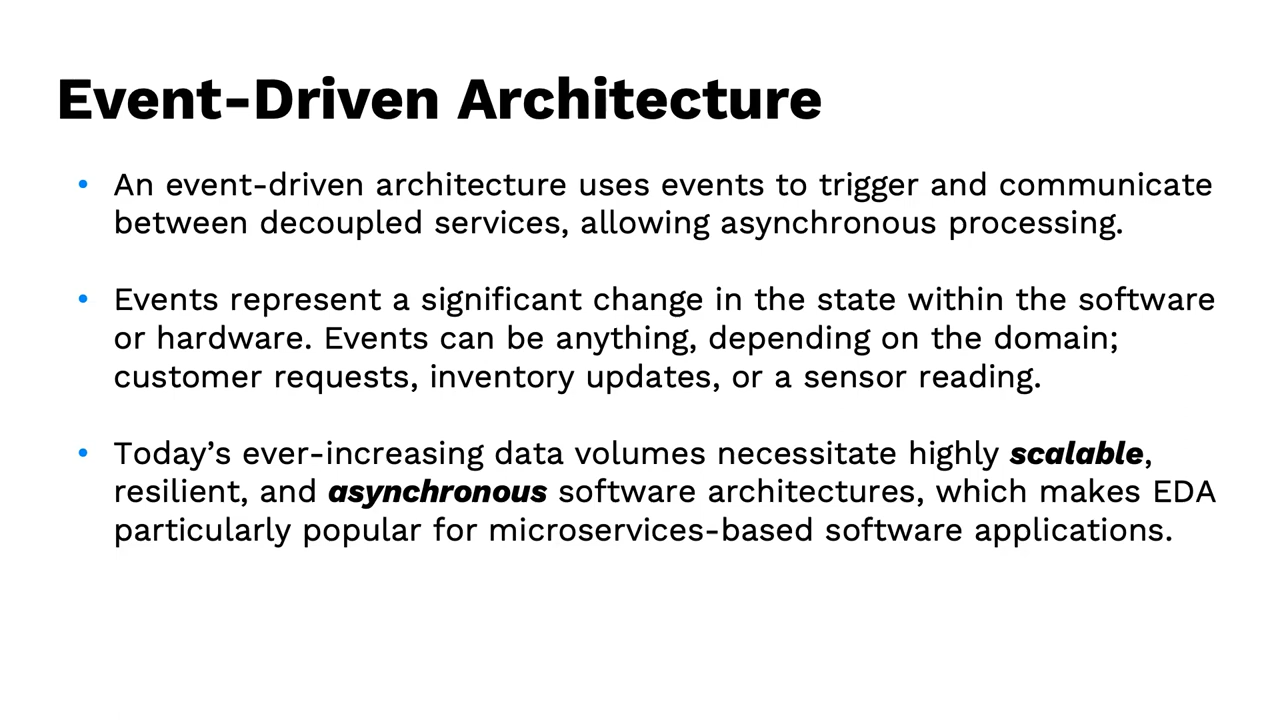 Event-Driven Architecture
• An event-driven architecture uses events to trigger and communicate
between decoupled services, allowing asynchronous processing.
• Events represent a significant change in the state within the software
or hardware. Events can be anything, depending on the domain;
customer requests, inventory updates, or a sensor reading.
• Today’s ever-increasing data volumes necessitate highly scalable,
resilient, and asynchronous software architectures, which makes EDA
particularly popular for microservices-based software applications.